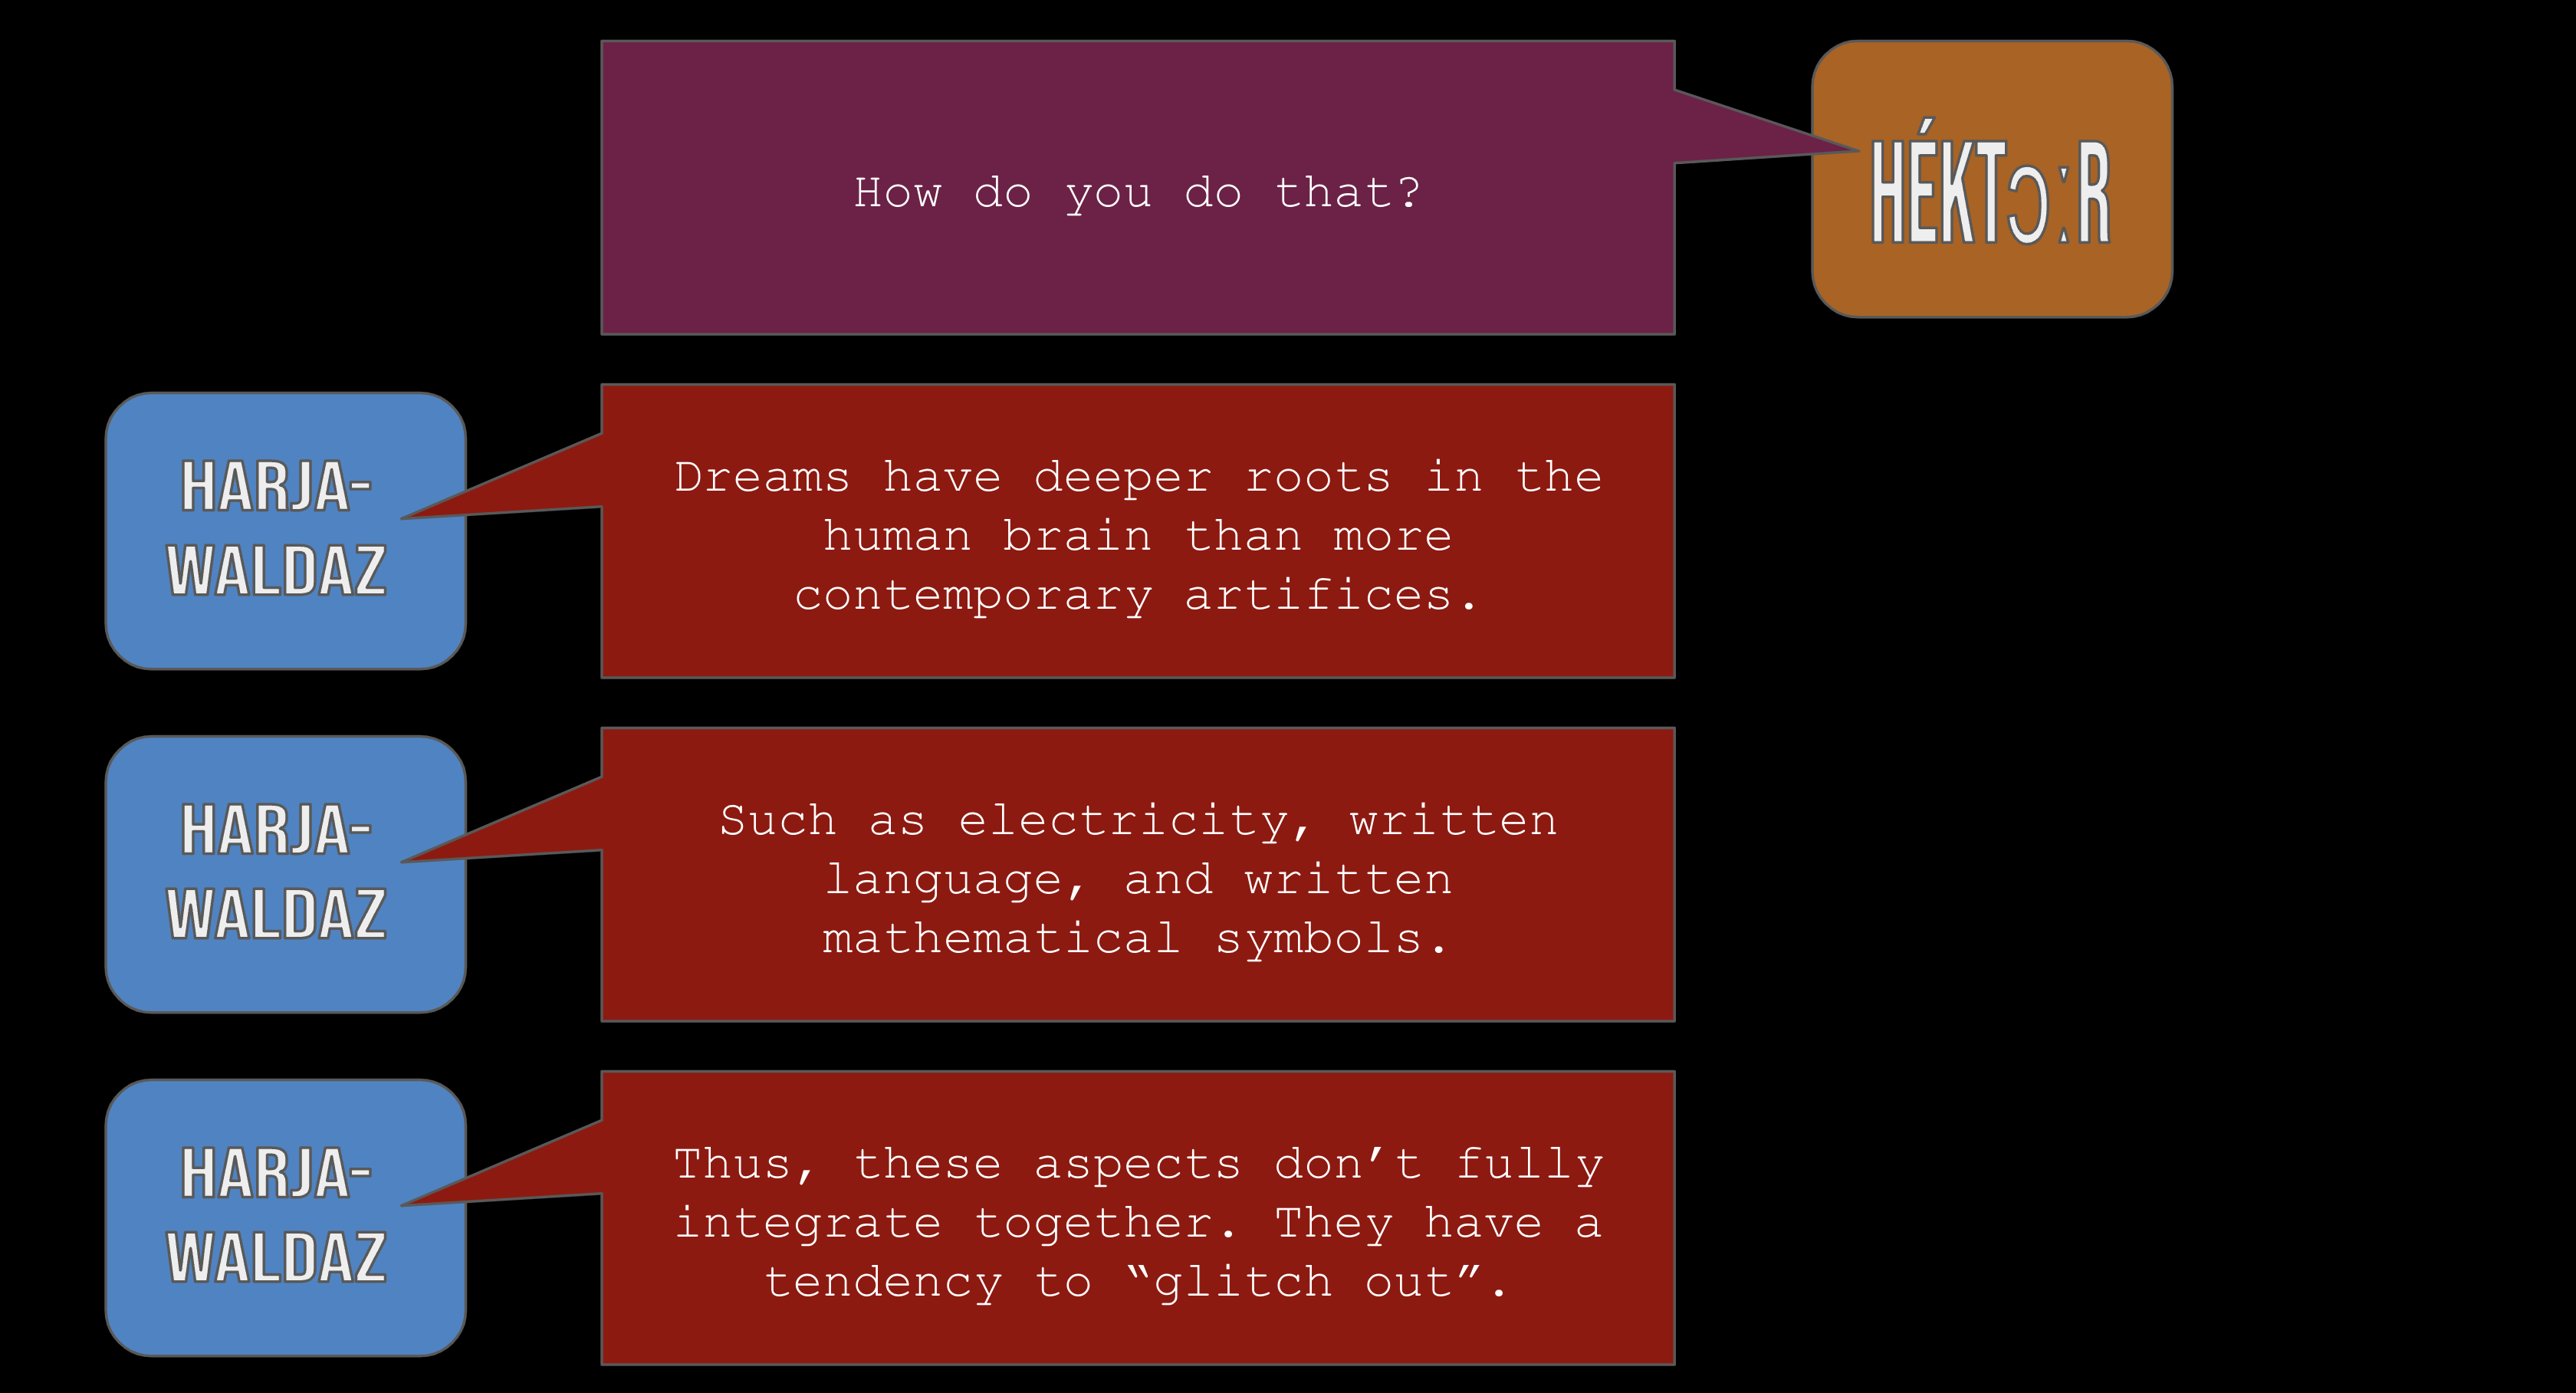 How do you do that?
HÉKTɔːR
HARJA-
WALDAZ
Dreams have deeper roots in the
human brain than more
contemporary artifices.
HARJA-
WALDAZ
Such as electricity, written
language, and written
mathematical symbols.
HARJA-
WALDAZ
Thus, these aspects don’t fully
integrate together. They have a
tendency to “glitch out”.